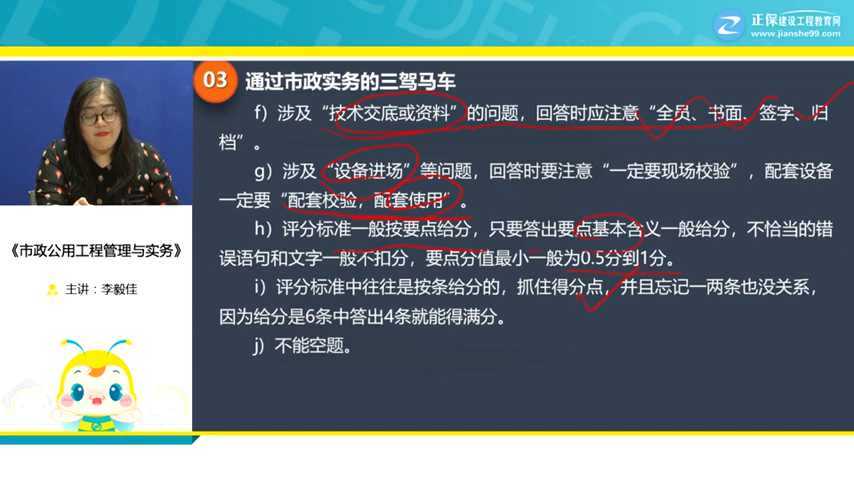 正保建设工程教育网
www.jianshe99.com
03 通过市政实务的三驾马车
f）涉及“技术交底或资料”的问题，回答时应注意“全员、书面、签字、归
档”。
g）涉及“设备进场”等问题，回答时要注意“一定要现场校验”，配套设备
一定要“配套校验，配套使用”。
h）评分标准一般按要点给分，只要答出要点基本含义一般给分，不恰当的错
误语句和文字一般不扣分，要点分值最小一般为0.5分到1分。
i）评分标准中往往是按条给分的，抓住得分点，并且忘记一两条也没关系，
因为给分是6条中答出4条就能得满分。
j）不能空题。
《市政公用工程管理与实务》
主讲：李毅佳